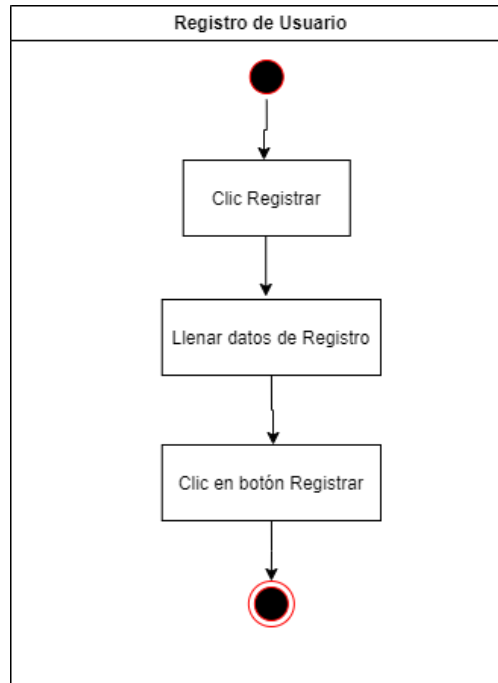 Registro de Usuario
Clic Registrar
Llenar datos de Registro
Clic en botón Registrar